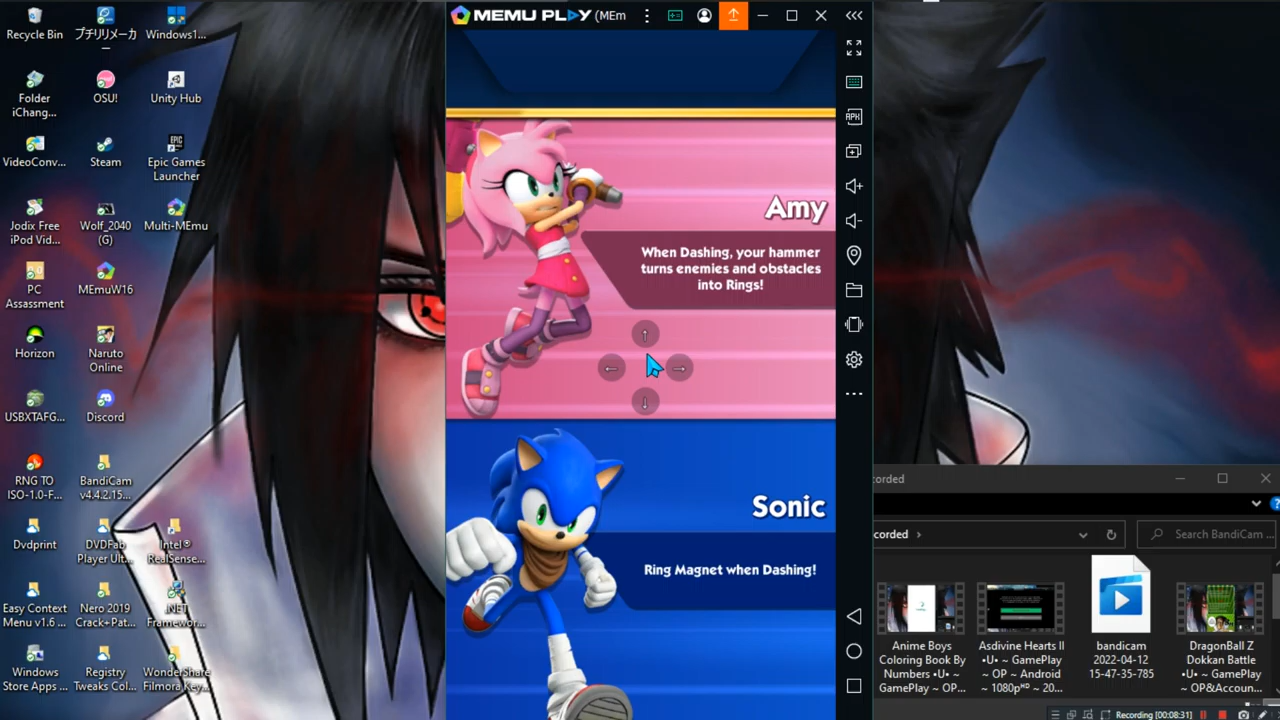 Recycle Bin
プチリリメーカ
ー
Windows1...
Folder
iChang...
OSU!
Unity Hub
VideoConv...
Steam
Epic Games
Launcher
Jodix Free
iPod Vid...
Wolf_2040
(G)
Multi-MEmu
PC
Assassment
MEmuW16
Horizon
Naruto
Online
USBXTAFG...
Discord
RNG TO
ISO-1.0-F...
BandiCam
v4.4.2.15...
Dvdprint
DVDFab
Player Ult...
Intel®
RealSense...
Easy Context
Menu v1.6 ...
Nero 2019
Crack+Pat...
.NET
Framewor...
Windows
Store Apps ...
Registry
Tweaks Col...
WonderShare
Filmora Key...
MEMU PLAY (MEm
APK
Amy
When Dashing, your hammer
turns enemies and obstacles
into Rings!
Sonic
Ring Magnet when Dashing!
corded
corded
Search BandiCam ...
Anime Boys
Coloring Book By
Numbers •U• ~
GamePlay ~ OP...
Asdivine Hearts II
•U• ~ GamePlay
~ OP ~ Android
~ 1080pᴴᴰ ~ 20...
bandicam
2022-04-12
15-47-35-785
DragonBall Z
Dokkan Battle
•U• ~ GamePlay
~ OP&Accoun...
Recording [00:08:31]